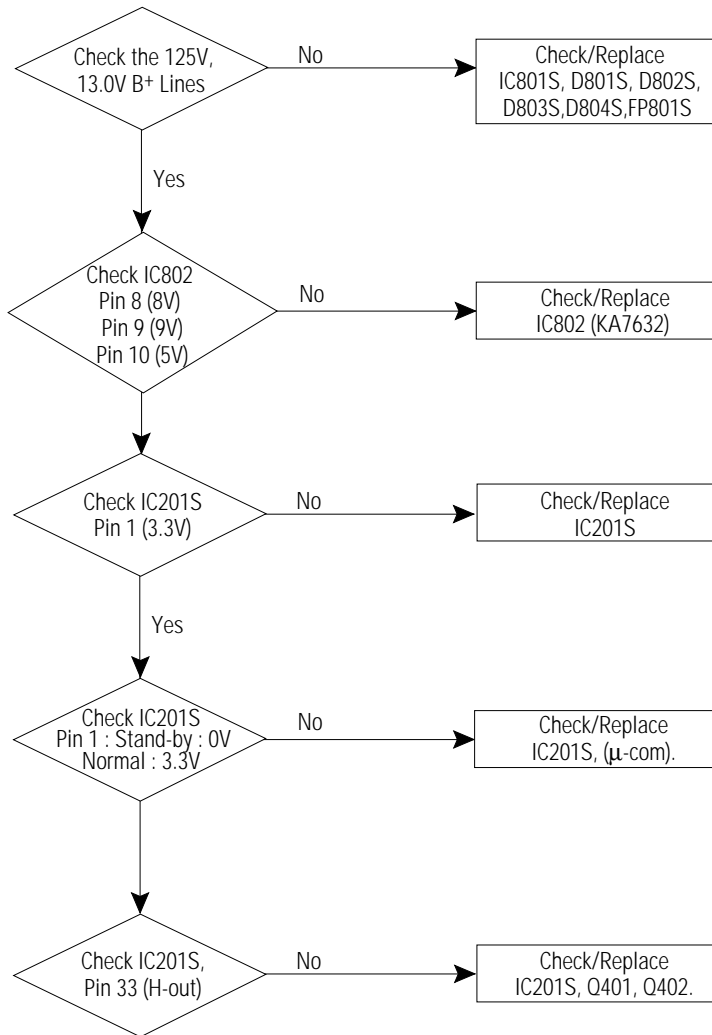 Check the 125V,
13.0V B+ Lines
No
Check/Replace
IC801S, D801S, D802S,
D803S,D804S,FP801S
Yes
Check IC802
Pin 8 (8V)
Pin 9 (9V)
Pin 10 (5V)
No
Check/Replace
IC802 (KA7632)
Check IC201S
Pin 1 (3.3V)
No
Check/Replace
IC201S
Yes
Check IC201S
Pin 1 : Stand-by : 0V
Normal : 3.3V
No
Check/Replace
IC201S, (μ-com).
Check IC201S,
Pin 33 (H-out)
No
Check/Replace
IC201S, Q401, Q402.